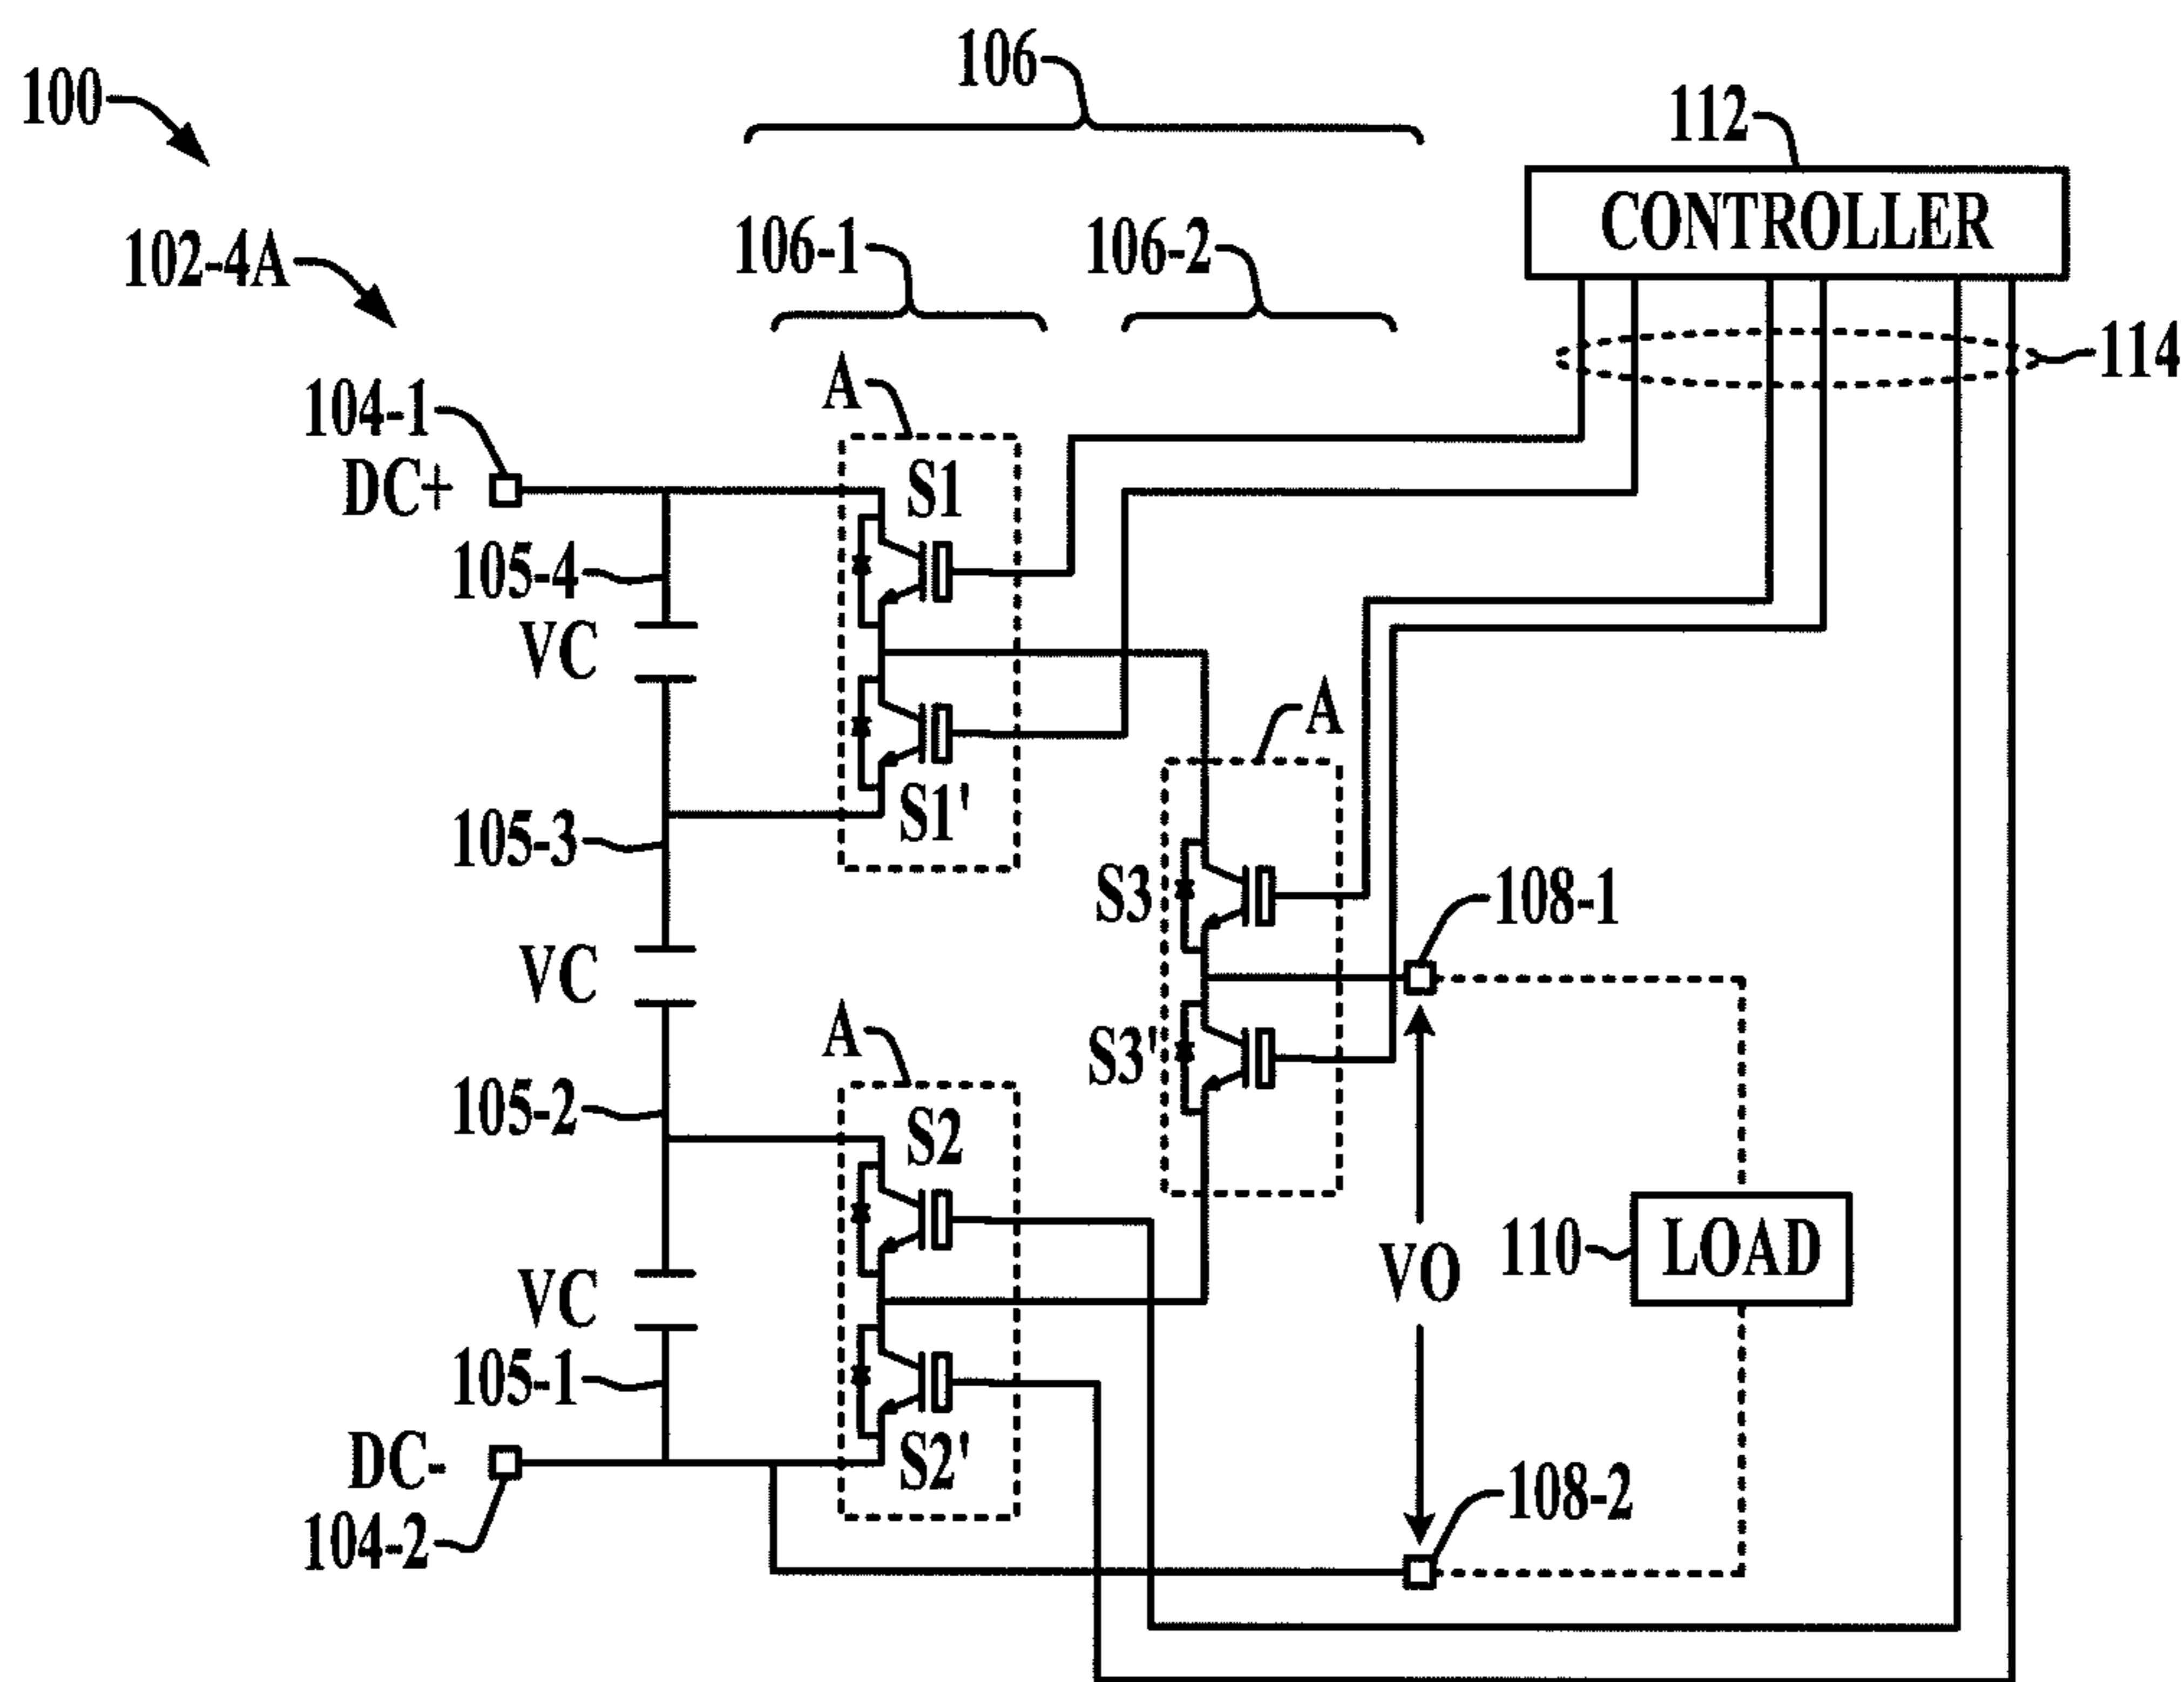 106
100
112
CONTROLLER
106-1
106-2
102-4A
114
A
104-1
DC+
S1
105-4
VC
A
S1'
105-3
S3
108-1
VC
A
S3'
105-2
S2
110
LOAD
VO
VC
105-1
DC-
S2'
108-2
104-2